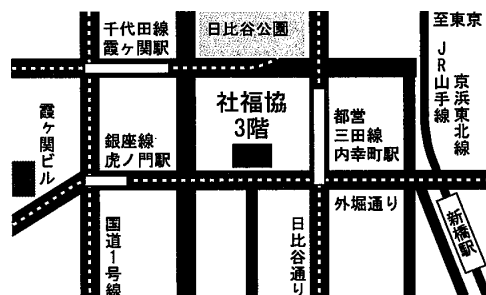 千代田線
霞ヶ関駅
日比谷公園
至東京
JR山手線
京浜東北線
霞ヶ関ビル
銀座線
虎ノ門駅
社福協
3階
都営
三田線
内幸町駅
外堀通り
国道1号線
日比谷通り
新橋駅